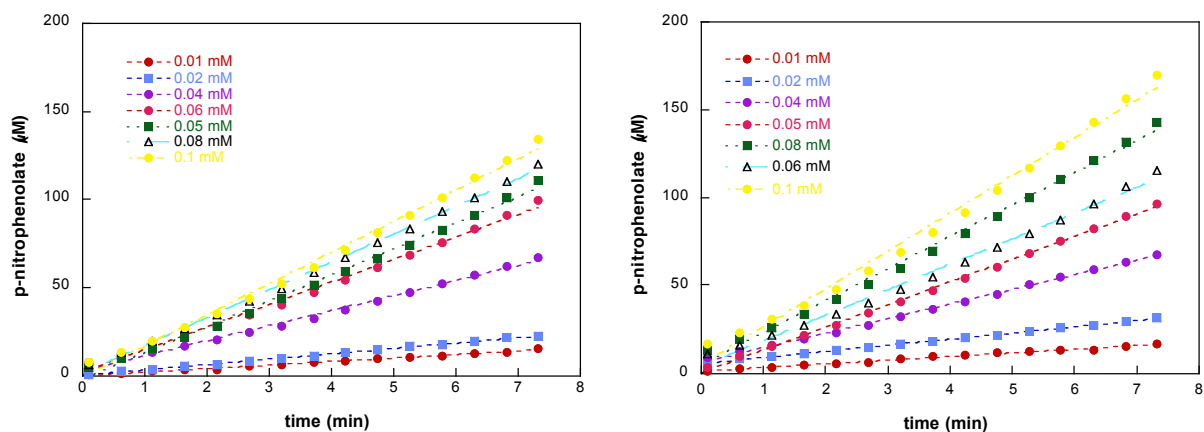 200
150
100
50
0
p-nitrophenolate (µM)
0.01 mM
0.02 mM
0.04 mM
0.06 mM
0.05 mM
0.08 mM
0.1 mM
0 1 2 3 4 5 6 7 8
time (min)
200
150
100
50
0
p-nitrophenolate (µM)
0.01 mM
0.02 mM
0.04 mM
0.05 mM
0.08 mM
0.06 mM
0.1 mM
0 1 2 3 4 5 6 7 8
time (min)